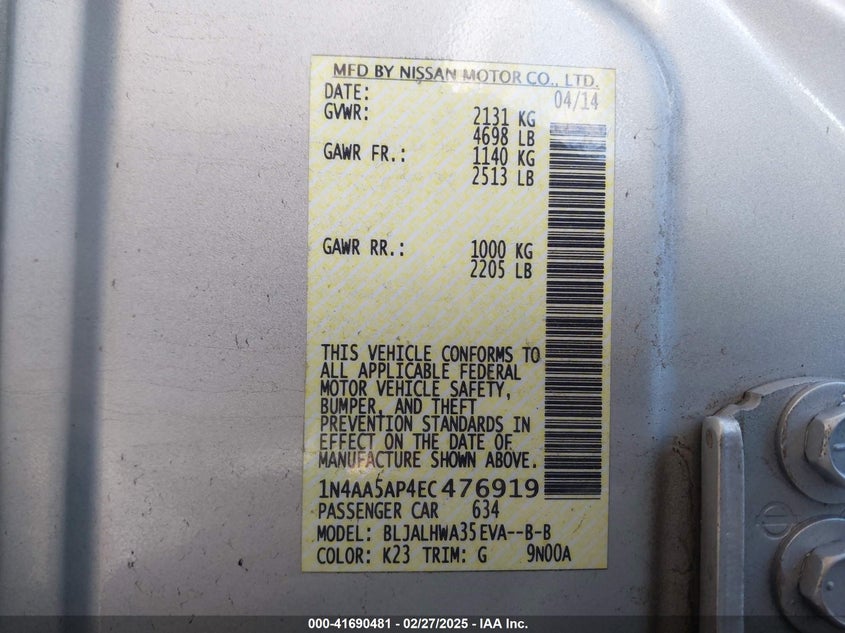 MFD BY NISSAN MOTOR CO., LTD.
DATE: 04/14
GVWR: 2131 KG
4698 LB
GAWR FR.: 1140 KG
2513 LB
GAWR RR.: 1000 KG
2205 LB
THIS VEHICLE CONFORMS TO
ALL APPLICABLE FEDERAL
MOTOR VEHICLE SAFETY,
BUMPER, AND THEFT
PREVENTION STANDARDS IN
EFFECT ON THE DATE OF
MANUFACTURE SHOWN ABOVE.
1N4AA5AP4EC476919
PASSENGER CAR 634
MODEL: BLJALHWA35EVA--B-B
COLOR: K23 TRIM: G 9N00A
000-41690481 - 02/27/2025 - IAA Inc.